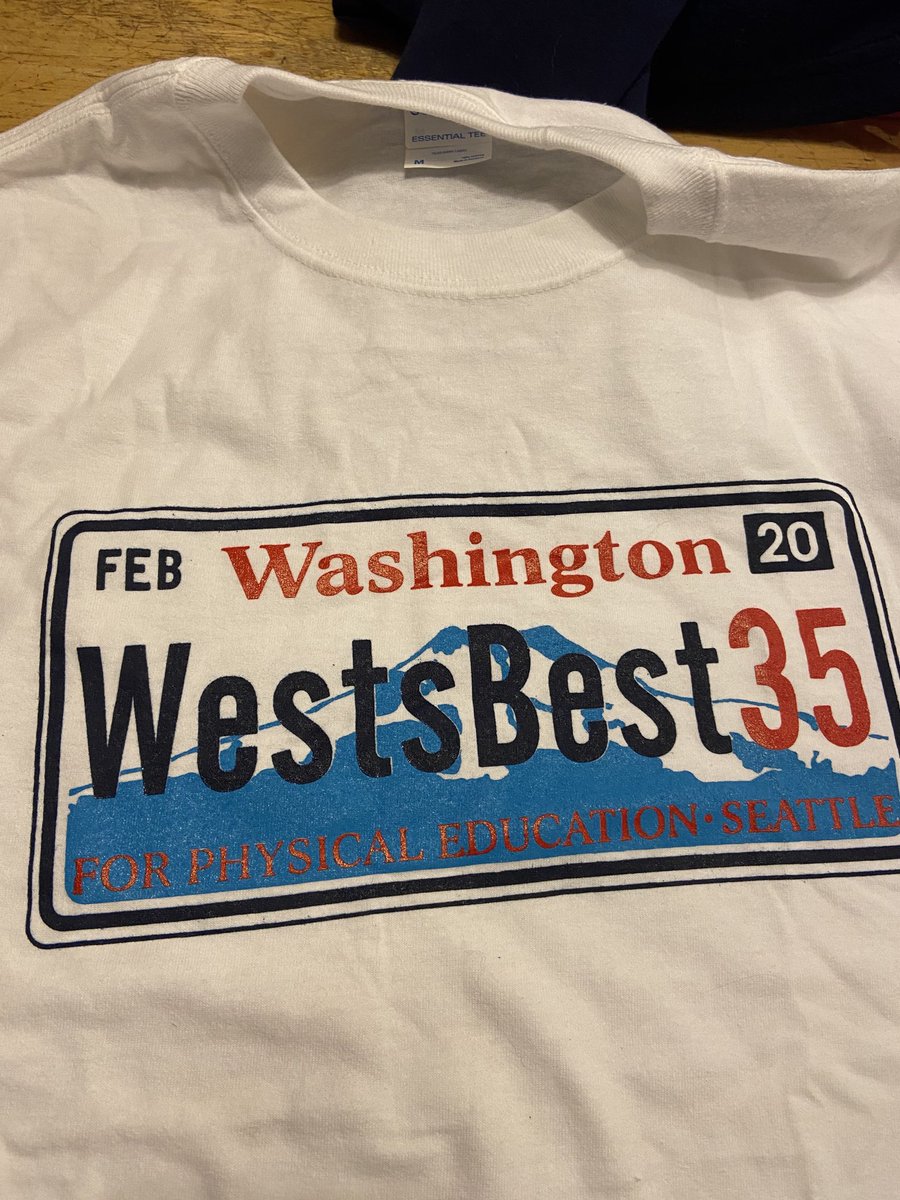 ESSENTIAL TEE
M
FEB Washington 20
WestsBest35
FOR PHYSICAL EDUCATION • SEATTLE